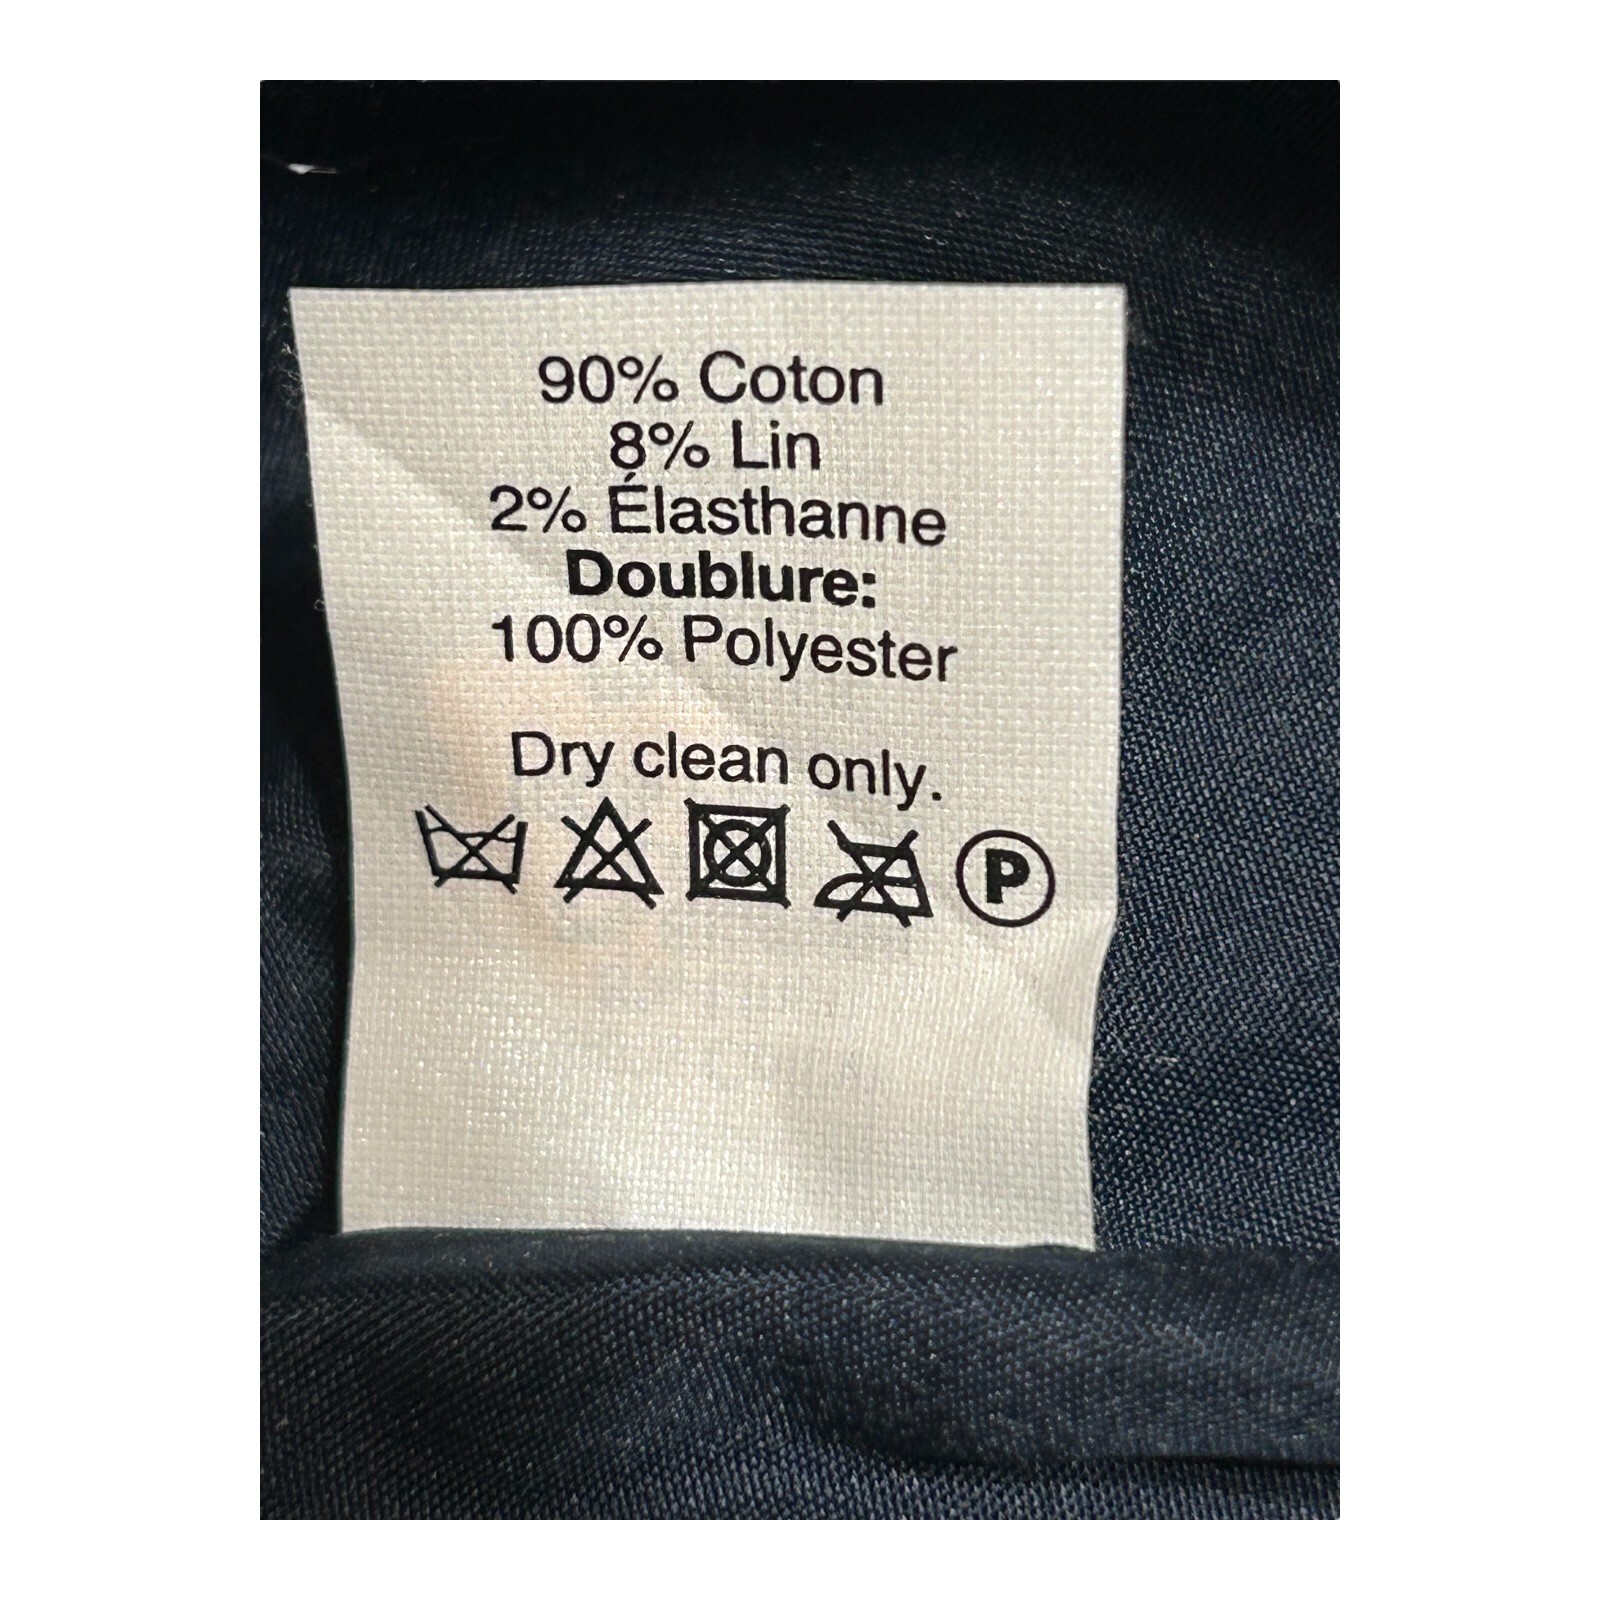 90% Coton
8% Lin
2% Élasthanne
Doublure:
100% Polyester
Dry clean only.
P